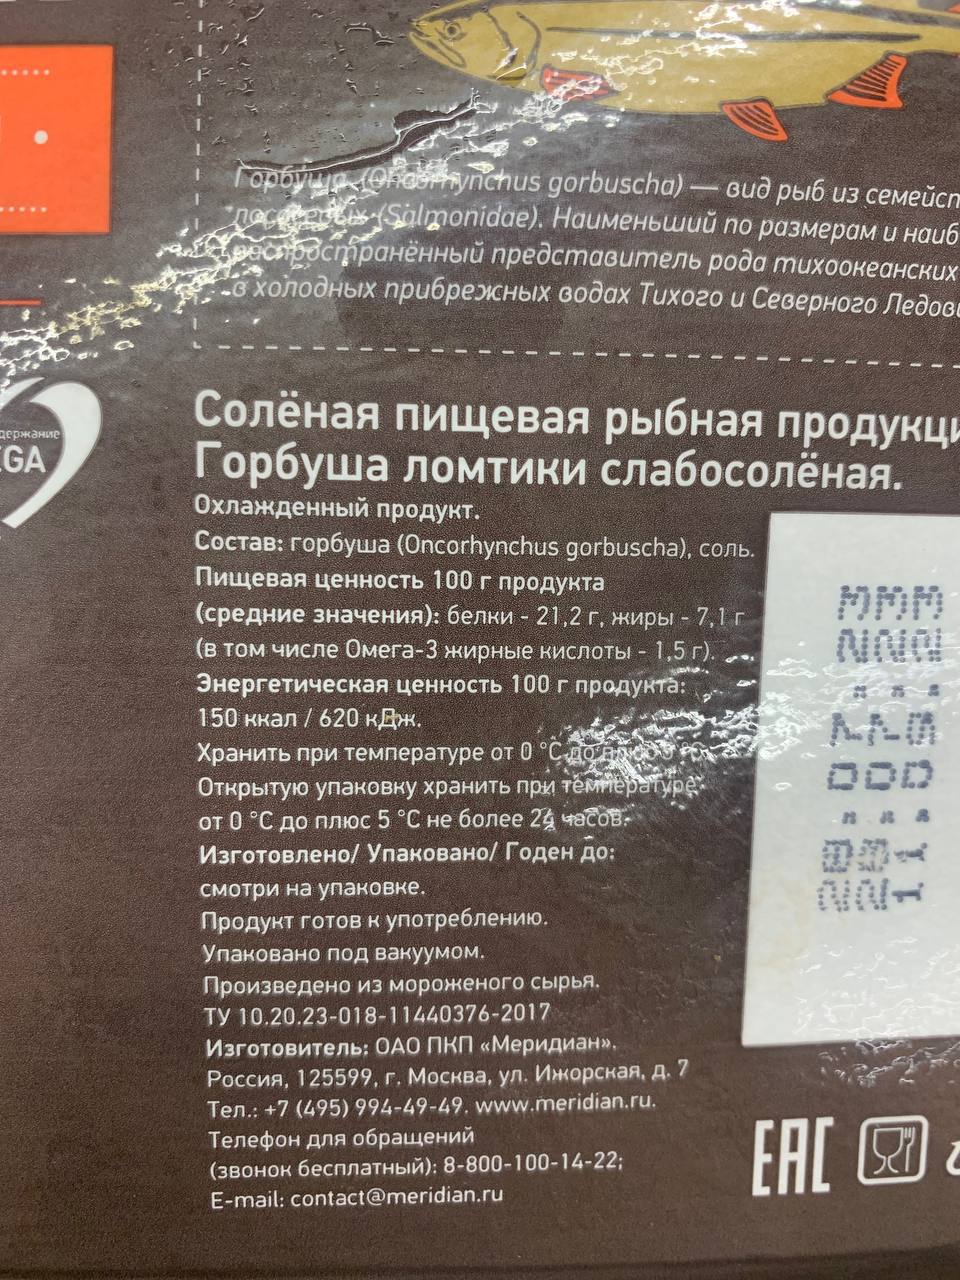 Горбуша (Oncorhynchus gorbuscha) — вид рыб из
лососевых (Salmonidae). Наименьший по размерам и
распространённый представитель рода тихоокеанских
в холодных прибрежных водах Тихого и Северного
Солёная пищевая рыбная
Горбуша ломтики слабосолёная.
Охлажденный продукт.
Состав: горбуша (Oncorhynchus gorbuscha), соль.
Пищевая ценность 100 г продукта
(средние значения): белки - 21,2 г, жиры - 7,1 г
(в том числе Омега-3 жирные кислоты - 1,5 г).
Энергетическая ценность 100 г продукта:
150 ккал / 620 кДж.
Хранить при температуре от 0 °C до
Открытую упаковку хранить при температуре
от 0 °C до плюс 5 °C не более 24 часов.
Изготовлено/ Упаковано/ Годен до:
смотри на упаковке.
Продукт готов к употреблению.
Упаковано под вакуумом.
Произведено из мороженого сырья.
ТУ 10.20.23-018-11440376-2017
Изготовитель: ОАО ПКП «Меридиан».
Россия, 125599, г. Москва, ул. Ижорская, д. 7
Тел.: +7 (495) 994-49-49. www.meridian.ru.
Телефон для обращений
(звонок бесплатный): 8-800-100-14-22;
E-mail: contact@meridian.ru
EAC